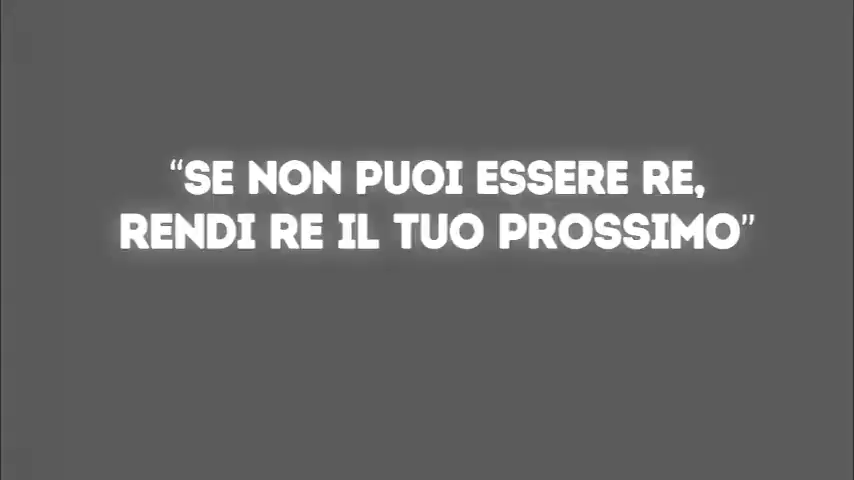 “SE NON PUOI ESSERE RE,
RENDI RE IL TUO PROSSIMO”